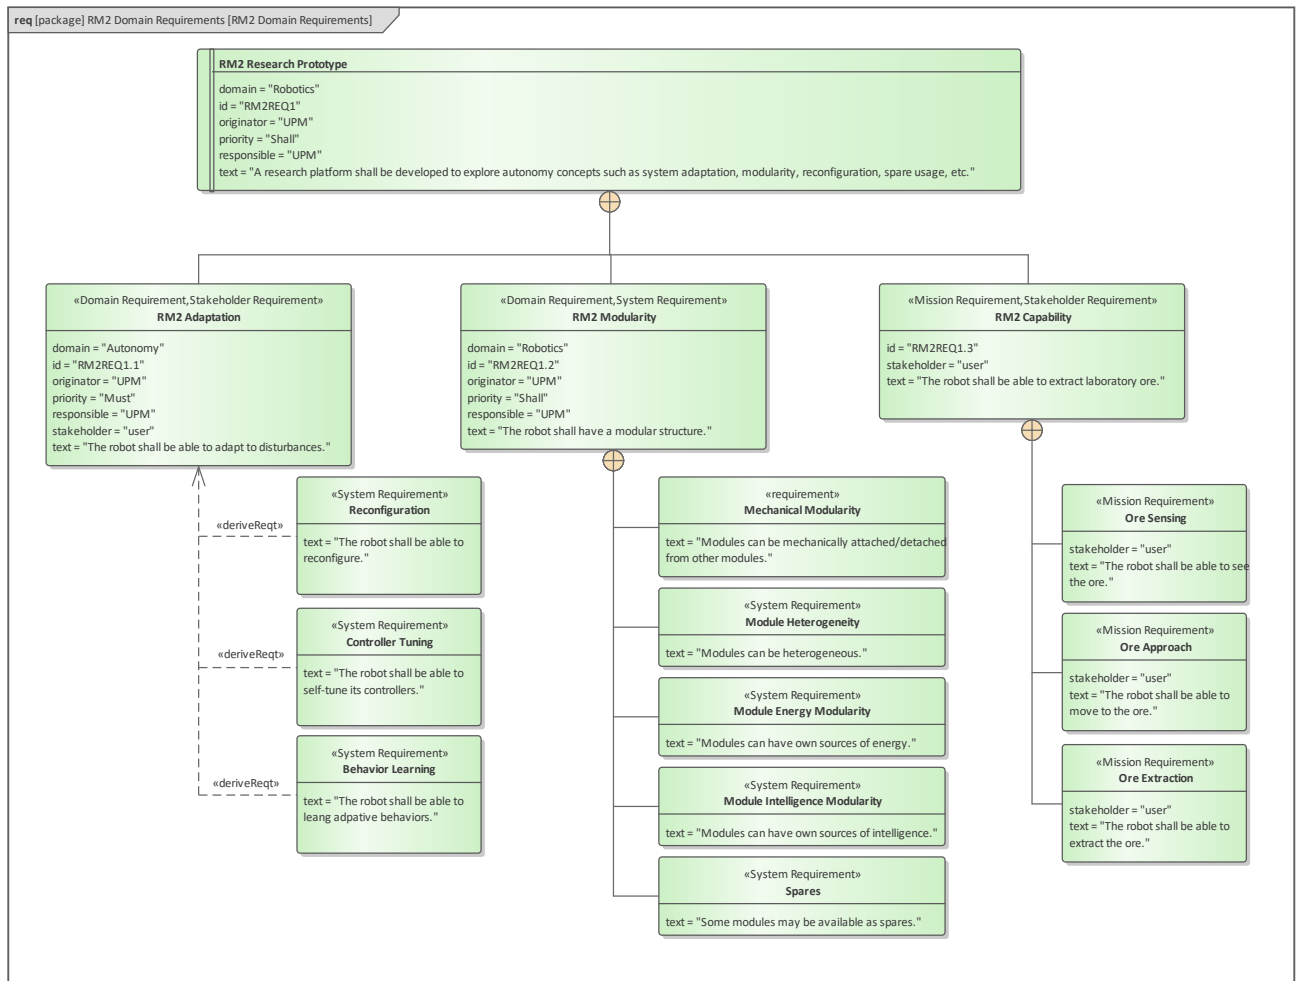 req [package] RM2 Domain Requirements [RM2 Domain Requirements]
RM2 Research Prototype
domain = "Robotics"
id = "RM2REQ1"
originator = "UPM"
priority = "Shall"
responsible = "UPM"
text = "A research platform shall be developed to explore autonomy concepts such as system adaptation, modularity, reconfiguration, spare usage, etc."
«Domain Requirement,Stakeholder Requirement»
RM2 Adaptation
domain = "Autonomy"
id = "RM2REQ1.1"
originator = "UPM"
priority = "Must"
responsible = "UPM"
stakeholder = "user"
text = "The robot shall be able to adapt to disturbances."
«Domain Requirement,System Requirement»
RM2 Modularity
domain = "Robotics"
id = "RM2REQ1.2"
originator = "UPM"
priority = "Shall"
responsible = "UPM"
text = "The robot shall have a modular structure."
«Mission Requirement,Stakeholder Requirement»
RM2 Capability
id = "RM2REQ1.3"
stakeholder = "user"
text = "The robot shall be able to extract laboratory ore."
«deriveReqt»
«System Requirement»
Reconfiguration
text = "The robot shall be able to
reconfigure."
«deriveReqt»
«System Requirement»
Controller Tuning
text = "The robot shall be able to
self-tune its controllers."
«deriveReqt»
«System Requirement»
Behavior Learning
text = "The robot shall be able to
leang adpative behaviors."
«requirement»
Mechanical Modularity
text = "Modules can be mechanically attached/detached
from other modules."
«System Requirement»
Module Heterogeneity
text = "Modules can be heterogeneous."
«System Requirement»
Module Energy Modularity
text = "Modules can have own sources of energy."
«System Requirement»
Module Intelligence Modularity
text = "Modules can have own sources of intelligence."
«System Requirement»
Spares
text = "Some modules may be available as spares."
«Mission Requirement»
Ore Sensing
stakeholder = "user"
text = "The robot shall be able to see
the ore."
«Mission Requirement»
Ore Approach
stakeholder = "user"
text = "The robot shall be able to
move to the ore."
«Mission Requirement»
Ore Extraction
stakeholder = "user"
text = "The robot shall be able to
extract the ore."